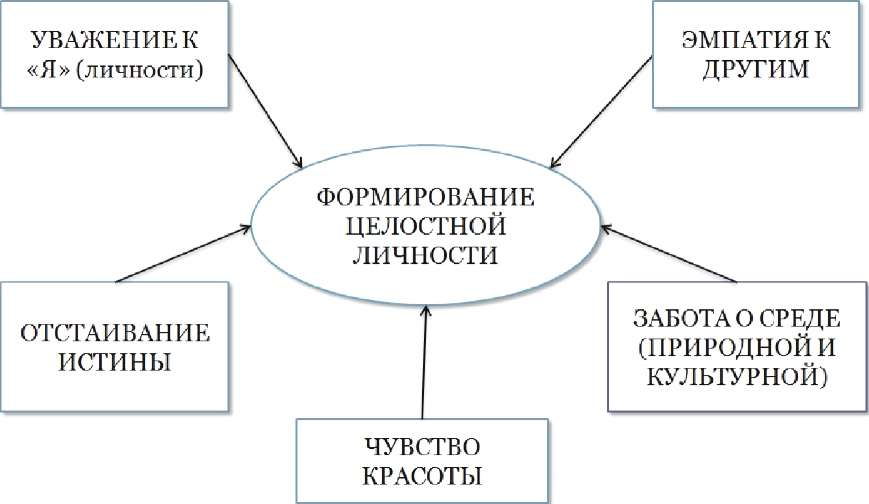 УВАЖЕНИЕ К
«Я» (личности)
ЭМПАТИЯ К
ДРУГИМ
ФОРМИРОВАНИЕ
ЦЕЛОСТНОЙ
ЛИЧНОСТИ
ОТСТАИВАНИЕ
ИСТИНЫ
ЗАБОТА О СРЕДЕ
(ПРИРОДНОЙ И
КУЛЬТУРНОЙ)
ЧУВСТВО
КРАСОТЫ